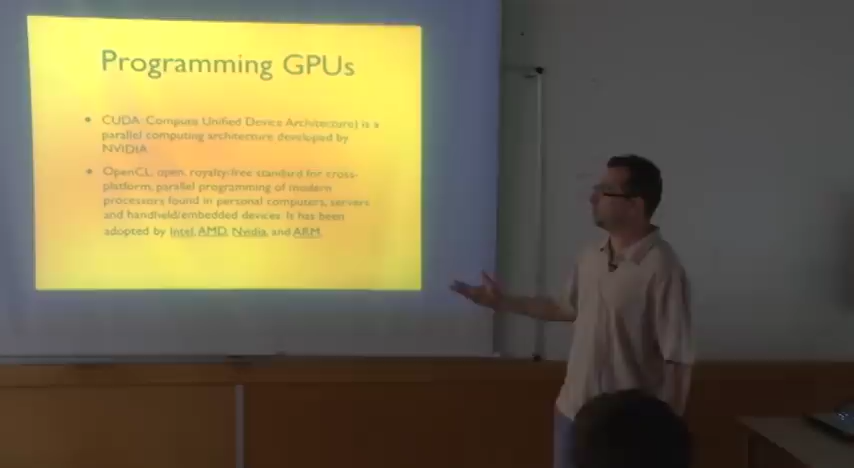 Programming GPUs
• CUDA: Compute Unified Device Architecture) is a
parallel computing architecture developed by
NVIDIA
• OpenCL, open, royalty-free standard for cross-
platform, parallel programming of modern
processors found in personal computers, servers
and handheld/embedded devices. It has been
adopted by Intel, AMD, Nvidia, and ARM.